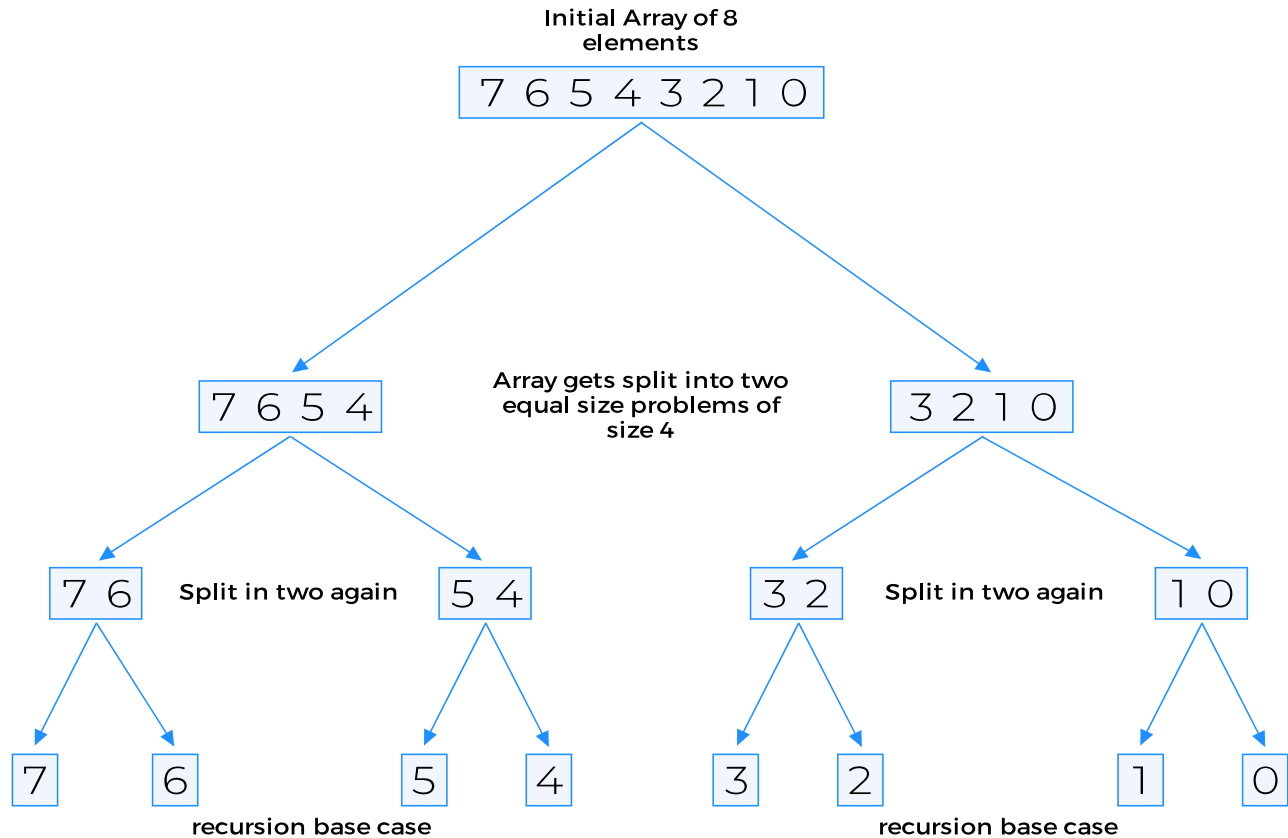 Initial Array of 8
elements
7 6 5 4 3 2 1 0
7 6 5 4
Array gets split into two
equal size problems of
size 4
3 2 1 0
7 6
Split in two again
5 4
3 2
Split in two again
1 0
7
6
5
4
3
2
1
0
recursion base case
recursion base case